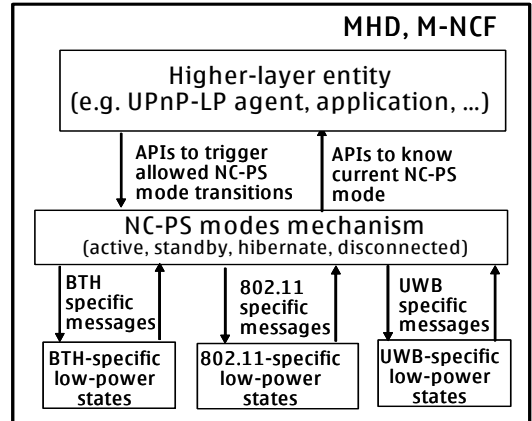 MHD, M-NCF
Higher-layer entity
(e.g. UPnP-LP agent, application, ...)
APIs to trigger
allowed NC-PS
mode transitions
APIs to know
current NC-PS
mode
NC-PS modes mechanism
(active, standby, hibernate, disconnected)
BTH
specific
messages
802.11
specific
messages
UWB
specific
messages
BTH-specific
low-power
states
802.11-specific
low-power
states
UWB-specific
low-power
states